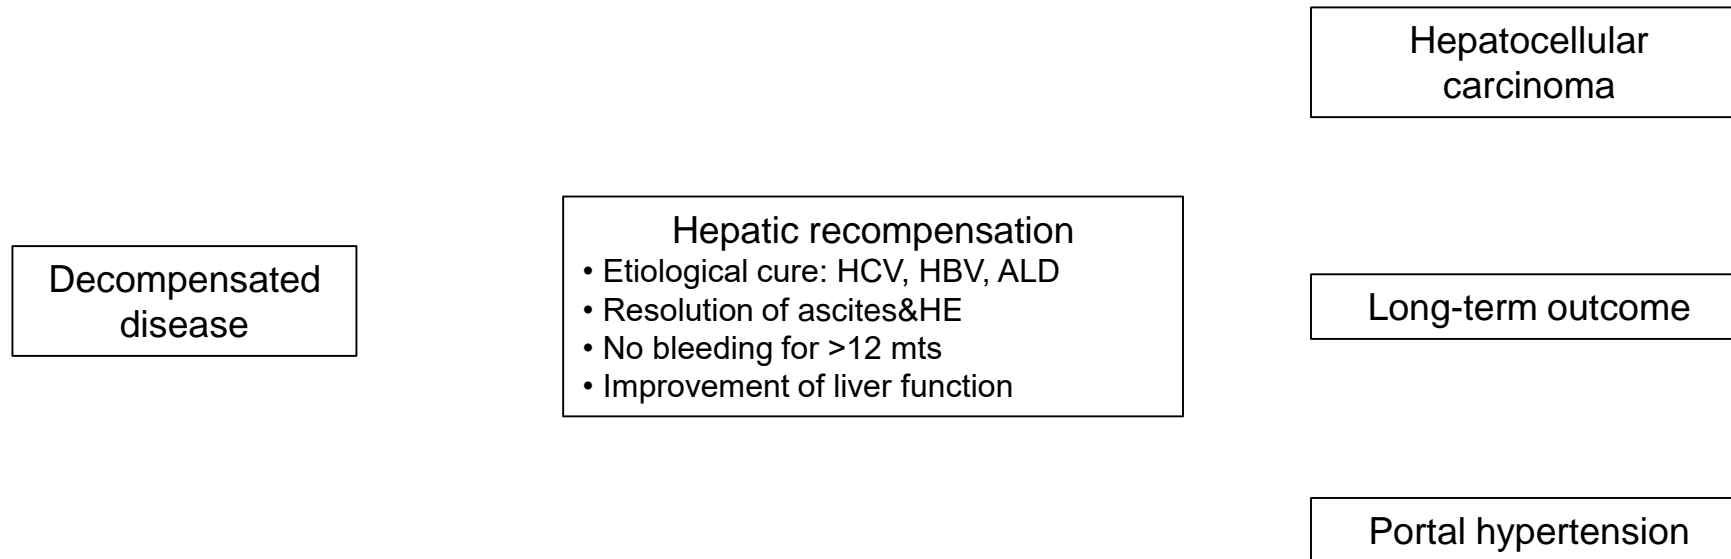 Hepatocellular
carcinoma
Decompensated
disease
Hepatic recompensation
• Etiological cure: HCV, HBV, ALD
• Resolution of ascites&HE
• No bleeding for >12 mts
• Improvement of liver function
Long-term outcome
Portal hypertension